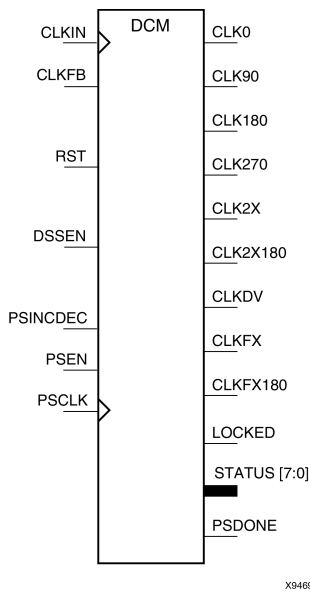 DCM
CLKIN
CLKFB
RST
DSSEN
PSINCDEC
PSEN
PSCLK
CLK0
CLK90
CLK180
CLK270
CLK2X
CLK2X180
CLKDV
CLKFX
CLKFX180
LOCKED
STATUS [7:0]
PSDONE
X9469